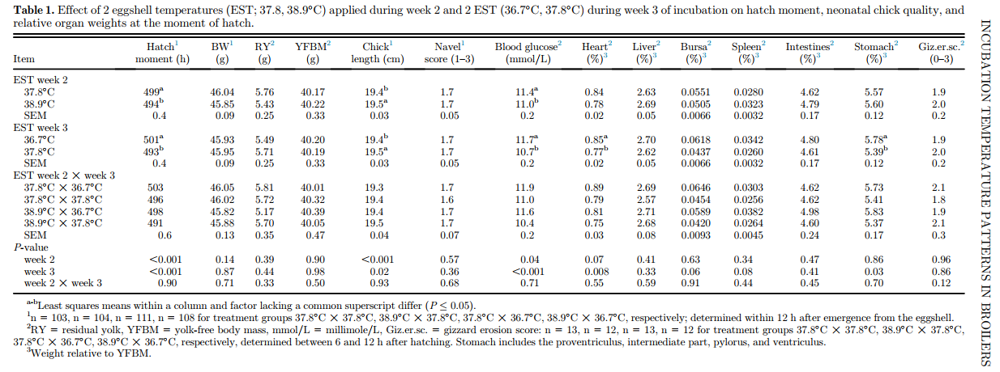 Table 1. Effect of 2 eggshell temperatures (EST; 37.8, 38.9°C) applied during week 2 and 2 EST (36.7°C, 37.8°C) during week 3 of incubation on hatch moment, neonatal chick quality, and
relative organ weights at the moment of hatch.
Hatch¹ BW¹ RY² YFBM² Chick¹ Navel¹ Blood glucose² Heart² Liver² Bursa² Spleen² Intestines² Stomach² Giz.er.sc.²
Item moment (h) (g) (g) (g) length (cm) score (1–3) (mmol/L) (%)³ (%)³ (%)³ (%)³ (%)³ (%)³ (0–3)
EST week 2
37.8°C 499ᵃ 46.04 5.76 40.17 19.4ᵇ 1.7 11.4ᵃ 0.84 2.63 0.0551 0.0280 4.62 5.57 1.9
38.9°C 494ᵇ 45.85 5.43 40.22 19.5ᵃ 1.7 11.0ᵇ 0.78 2.69 0.0505 0.0323 4.79 5.60 2.0
SEM 0.4 0.09 0.25 0.33 0.03 0.05 0.2 0.02 0.05 0.0066 0.0032 0.17 0.12 0.2
EST week 3
36.7°C 501ᵃ 45.93 5.49 40.20 19.4ᵇ 1.7 11.7ᵃ 0.85ᵃ 2.70 0.0618 0.0342 4.80 5.78ᵃ 1.9
37.8°C 493ᵇ 45.95 5.71 40.19 19.5ᵃ 1.7 10.7ᵇ 0.77ᵇ 2.62 0.0437 0.0260 4.61 5.39ᵇ 2.0
SEM 0.4 0.09 0.25 0.33 0.03 0.05 0.2 0.02 0.05 0.0066 0.0032 0.17 0.12 0.2
EST week 2 × week 3
37.8°C × 36.7°C 503 46.05 5.81 40.01 19.3 1.7 11.9 0.89 2.69 0.0646 0.0303 4.62 5.73 2.1
37.8°C × 37.8°C 496 46.02 5.72 40.32 19.4 1.6 11.0 0.79 2.57 0.0454 0.0256 4.62 5.41 1.8
38.9°C × 36.7°C 498 45.82 5.17 40.39 19.4 1.7 11.6 0.81 2.71 0.0589 0.0382 4.98 5.83 1.9
38.9°C × 37.8°C 491 45.88 5.70 40.05 19.5 1.7 10.4 0.75 2.68 0.0420 0.0264 4.60 5.37 2.1
SEM 0.6 0.13 0.35 0.47 0.04 0.07 0.2 0.03 0.08 0.0093 0.0045 0.24 0.17 0.3
P-value
week 2 <0.001 0.14 0.39 0.90 <0.001 0.57 0.04 0.07 0.41 0.63 0.34 0.47 0.86 0.96
week 3 <0.001 0.87 0.44 0.98 0.02 0.36 <0.001 0.008 0.33 0.06 0.08 0.41 0.03 0.86
week 2 × week 3 0.90 0.71 0.33 0.50 0.93 0.68 0.71 0.55 0.59 0.91 0.44 0.45 0.70 0.12
ᵃ⁻ᵇLeast squares means within a column and factor lacking a common superscript differ (P ≤ 0.05).
¹n = 103, n = 104, n = 111, n = 108 for treatment groups 37.8°C × 37.8°C, 38.9°C × 37.8°C, 37.8°C × 36.7°C, 38.9°C × 36.7°C, respectively; determined within 12 h after emergence from the eggshell.
²RY = residual yolk, YFBM = yolk-free body mass, mmol/L = millimole/L, Giz.er.sc. = gizzard erosion score: n = 13, n = 12, n = 13, n = 12 for treatment groups 37.8°C × 37.8°C, 38.9°C × 37.8°C,
37.8°C × 36.7°C, 38.9°C × 36.7°C, respectively, determined between 6 and 12 h after hatching. Stomach includes the proventriculus, intermediate part, pylorus, and ventriculus.
³Weight relative to YFBM.
INCUBATION TEMPERATURE PATTERNS IN BROILERS